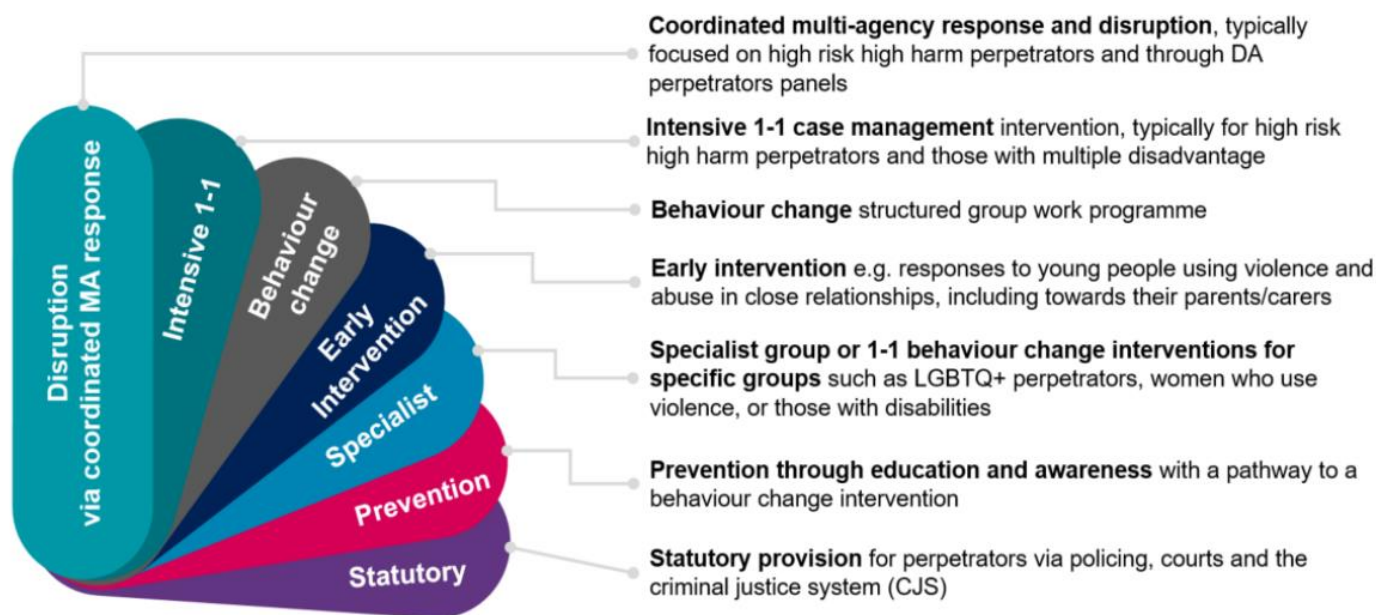 Coordinated multi-agency response and disruption, typically
focused on high risk high harm perpetrators and through DA
perpetrators panels
Intensive 1-1 case management intervention, typically for high risk
high harm perpetrators and those with multiple disadvantage
Behaviour change structured group work programme
Early intervention e.g. responses to young people using violence and
abuse in close relationships, including towards their parents/carers
Specialist group or 1-1 behaviour change interventions for
specific groups such as LGBTQ+ perpetrators, women who use
violence, or those with disabilities
Prevention through education and awareness with a pathway to a
behaviour change intervention
Statutory provision for perpetrators via policing, courts and the
criminal justice system (CJS)
Disruption
via coordinated MA response
Intensive 1-1
Behaviour
change
Early
Intervention
Specialist
Prevention
Statutory